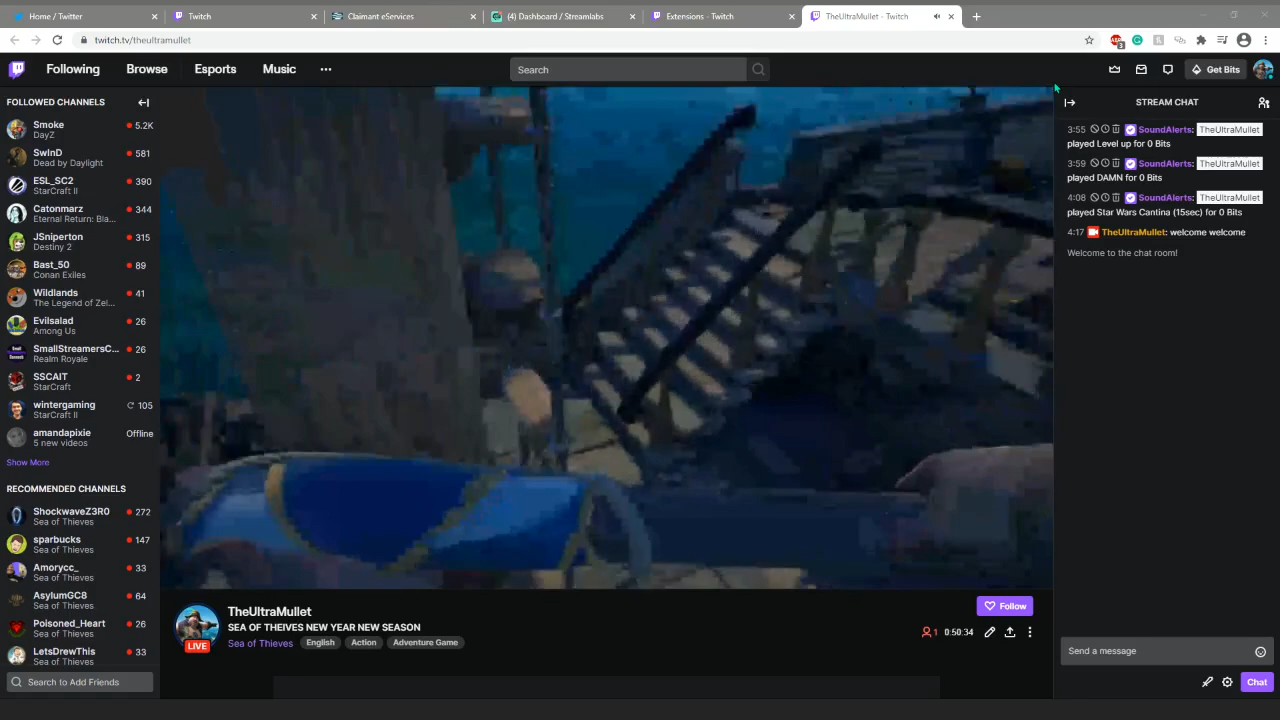 Home / Twitter
Twitch
Claimant eServices
(4) Dashboard / Streamlabs
Extensions - Twitch
TheUltraMullet - Twitch
twitch.tv/theultramullet
Following
Browse
Esports
Music
Search
Get Bits
FOLLOWED CHANNELS
Smoke
5.2K
DayZ
SwInD
581
Dead by Daylight
ESL_SC2
390
StarCraft II
Catonmarz
344
Eternal Return: Bla...
JSniperton
315
Destiny 2
Bast_50
89
Conan Exiles
Wildlands
41
The Legend of Zel...
Evilsalad
26
Among Us
SmallStreamersC...
26
Realm Royale
SSCAIT
2
StarCraft
wintergaming
105
StarCraft II
amandapixie
Offline
5 new videos
Show More
RECOMMENDED CHANNELS
ShockwaveZ3R0
272
Sea of Thieves
sparbucks
147
Sea of Thieves
Amorycc_
33
Sea of Thieves
AsylumGC8
64
Sea of Thieves
Poisoned_Heart
26
Sea of Thieves
LetsDrewThis
33
Sea of Thieves
Search to Add Friends
TheUltraMullet
SEA OF THEIVES NEW YEAR NEW SEASON
Sea of Thieves
English
Action
Adventure Game
LIVE
Follow
1
0:50:34
STREAM CHAT
3:55 SoundAlerts: TheUltraMullet
played Level up for 0 Bits
3:59 SoundAlerts: TheUltraMullet
played DAMN for 0 Bits
4:08 SoundAlerts: TheUltraMullet
played Star Wars Cantina (15sec) for 0 Bits
4:17 TheUltraMullet: welcome welcome
Welcome to the chat room!
Send a message
Chat